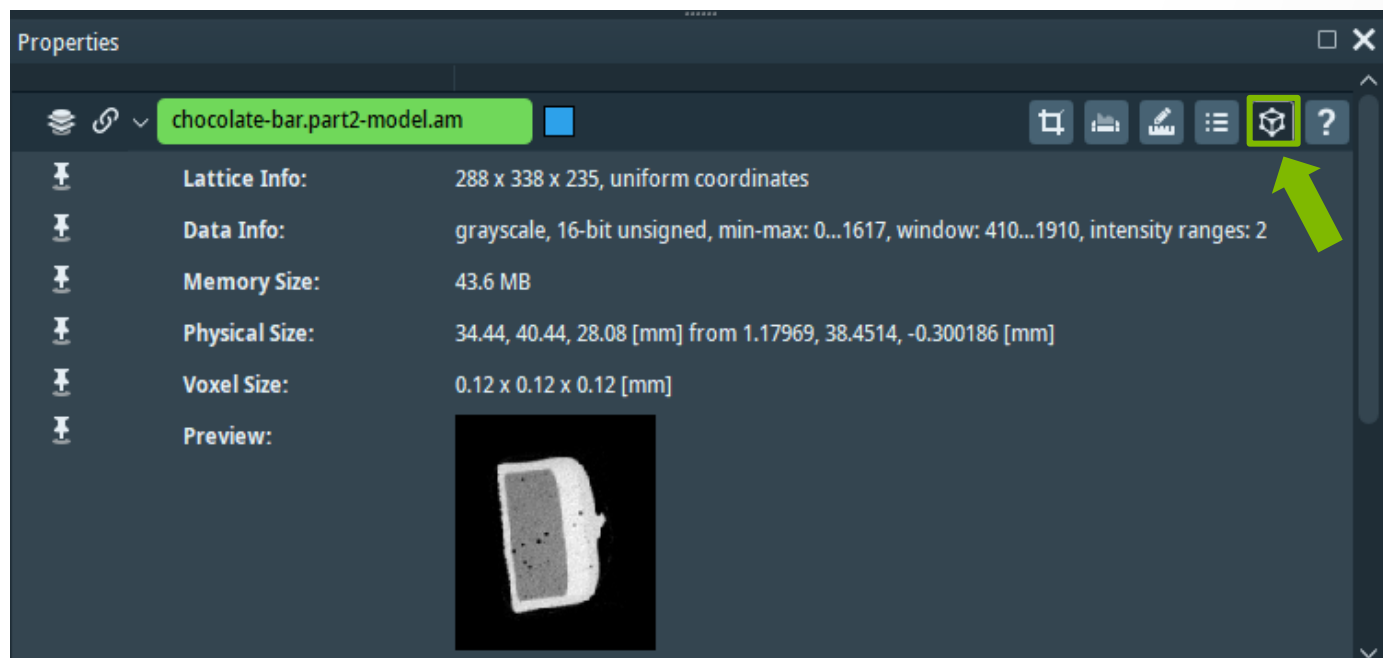 Properties
chocolate-bar.part2-model.am
?
Lattice Info: 288 x 338 x 235, uniform coordinates
Data Info: grayscale, 16-bit unsigned, min-max: 0...1617, window: 410...1910, intensity ranges: 2
Memory Size: 43.6 MB
Physical Size: 34.44, 40.44, 28.08 [mm] from 1.17969, 38.4514, -0.300186 [mm]
Voxel Size: 0.12 x 0.12 x 0.12 [mm]
Preview: